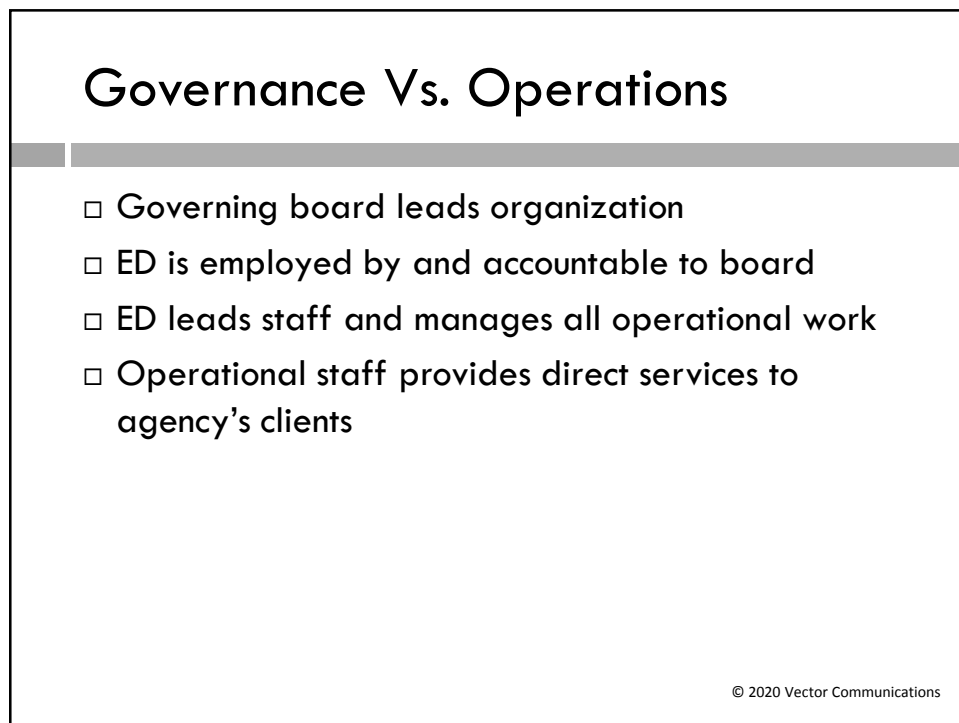 Governance Vs. Operations
□ Governing board leads organization
□ ED is employed by and accountable to board
□ ED leads staff and manages all operational work
□ Operational staff provides direct services to
agency’s clients
© 2020 Vector Communications